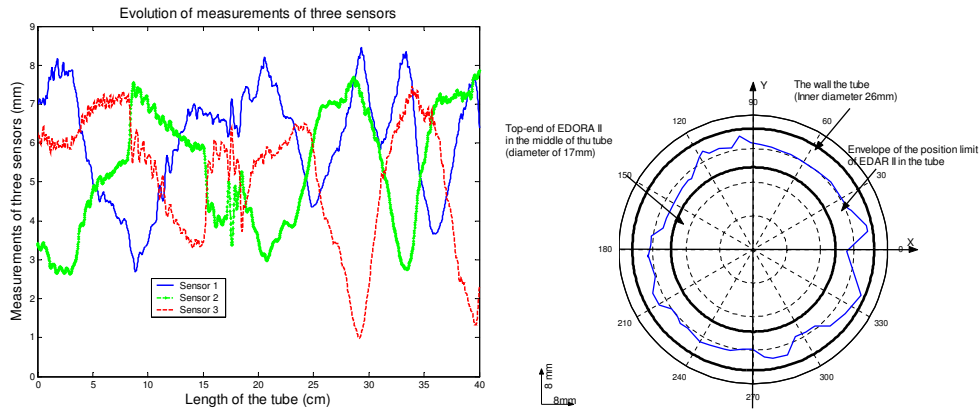 Evolution of measurements of three sensors
Measurements of three sensors (mm)
9
8
7
6
5
4
3
2
1
0
0 5 10 15 20 25 30 35 40
Length of the tube (cm)
Sensor 1
Sensor 2
Sensor 3
Y
90
The wall the tube
(Inner diameter 26mm)
120
60
Top-end of EDORA II
in the middle of thu tube
(diameter of 17mm)
Envelope of the position limit
of EDAR II in the tube
150
30
180
0
X
210
330
240
300
270
8 mm
8mm